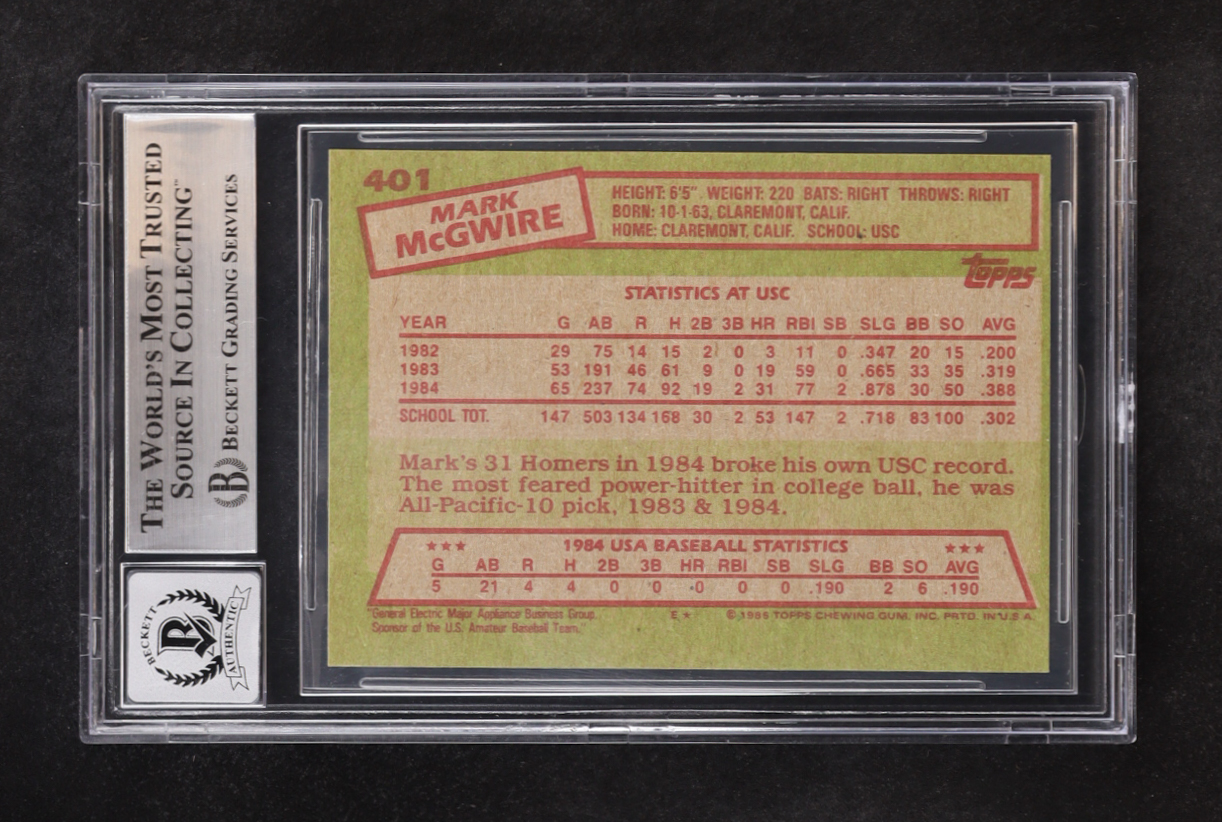 THE WORLD'S MOST TRUSTED
SOURCE IN COLLECTING™
B BECKETT GRADING SERVICES
BECKETT
B
AUTHENTIC
401
MARK
McGWIRE
HEIGHT: 6'5" WEIGHT: 220 BATS: RIGHT THROWS: RIGHT
BORN: 10-1-63, CLAREMONT, CALIF.
HOME: CLAREMONT, CALIF. SCHOOL: USC
TOPPS
STATISTICS AT USC
YEAR G AB R H 2B 3B HR RBI SB SLG BB SO AVG
1982 29 75 14 15 2 0 3 11 0 .347 20 15 .200
1983 53 191 46 61 9 0 19 59 0 .665 33 35 .319
1984 65 237 74 92 19 2 31 77 2 .878 30 50 .388
SCHOOL TOT. 147 503 134 168 30 2 53 147 2 .718 83 100 .302
Mark's 31 Homers in 1984 broke his own USC record.
The most feared power-hitter in college ball, he was
All-Pacific-10 pick, 1983 & 1984.
★★★ 1984 USA BASEBALL STATISTICS ★★★
G AB R H 2B 3B HR RBI SB SLG BB SO AVG
5 21 4 4 0 0 0 0 0 .190 2 6 .190
"General Electric Major Appliance Business Group.
Sponsor of the U.S. Amateur Baseball Team."
E★ © 1985 TOPPS CHEWING GUM, INC. PRTD. IN U.S.A.